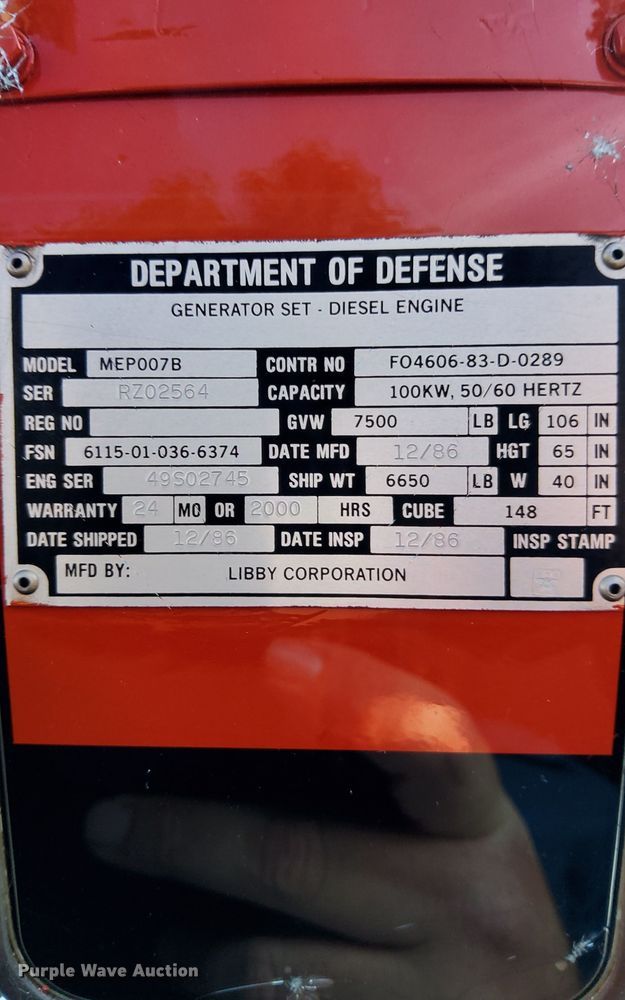 DEPARTMENT OF DEFENSE
GENERATOR SET - DIESEL ENGINE
MODEL MEP007B CONTR NO FO4606-83-D-0289
SER RZ02564 CAPACITY 100KW, 50/60 HERTZ
REG NO GVW 7500 LB LG 106 IN
FSN 6115-01-036-6374 DATE MFD 12/86 HGT 65 IN
ENG SER 49S02745 SHIP WT 6650 LB W 40 IN
WARRANTY 24 MO OR 2000 HRS CUBE 148 FT
DATE SHIPPED 12/86 DATE INSP 12/86 INSP STAMP
MFD BY: LIBBY CORPORATION
Purple Wave Auction